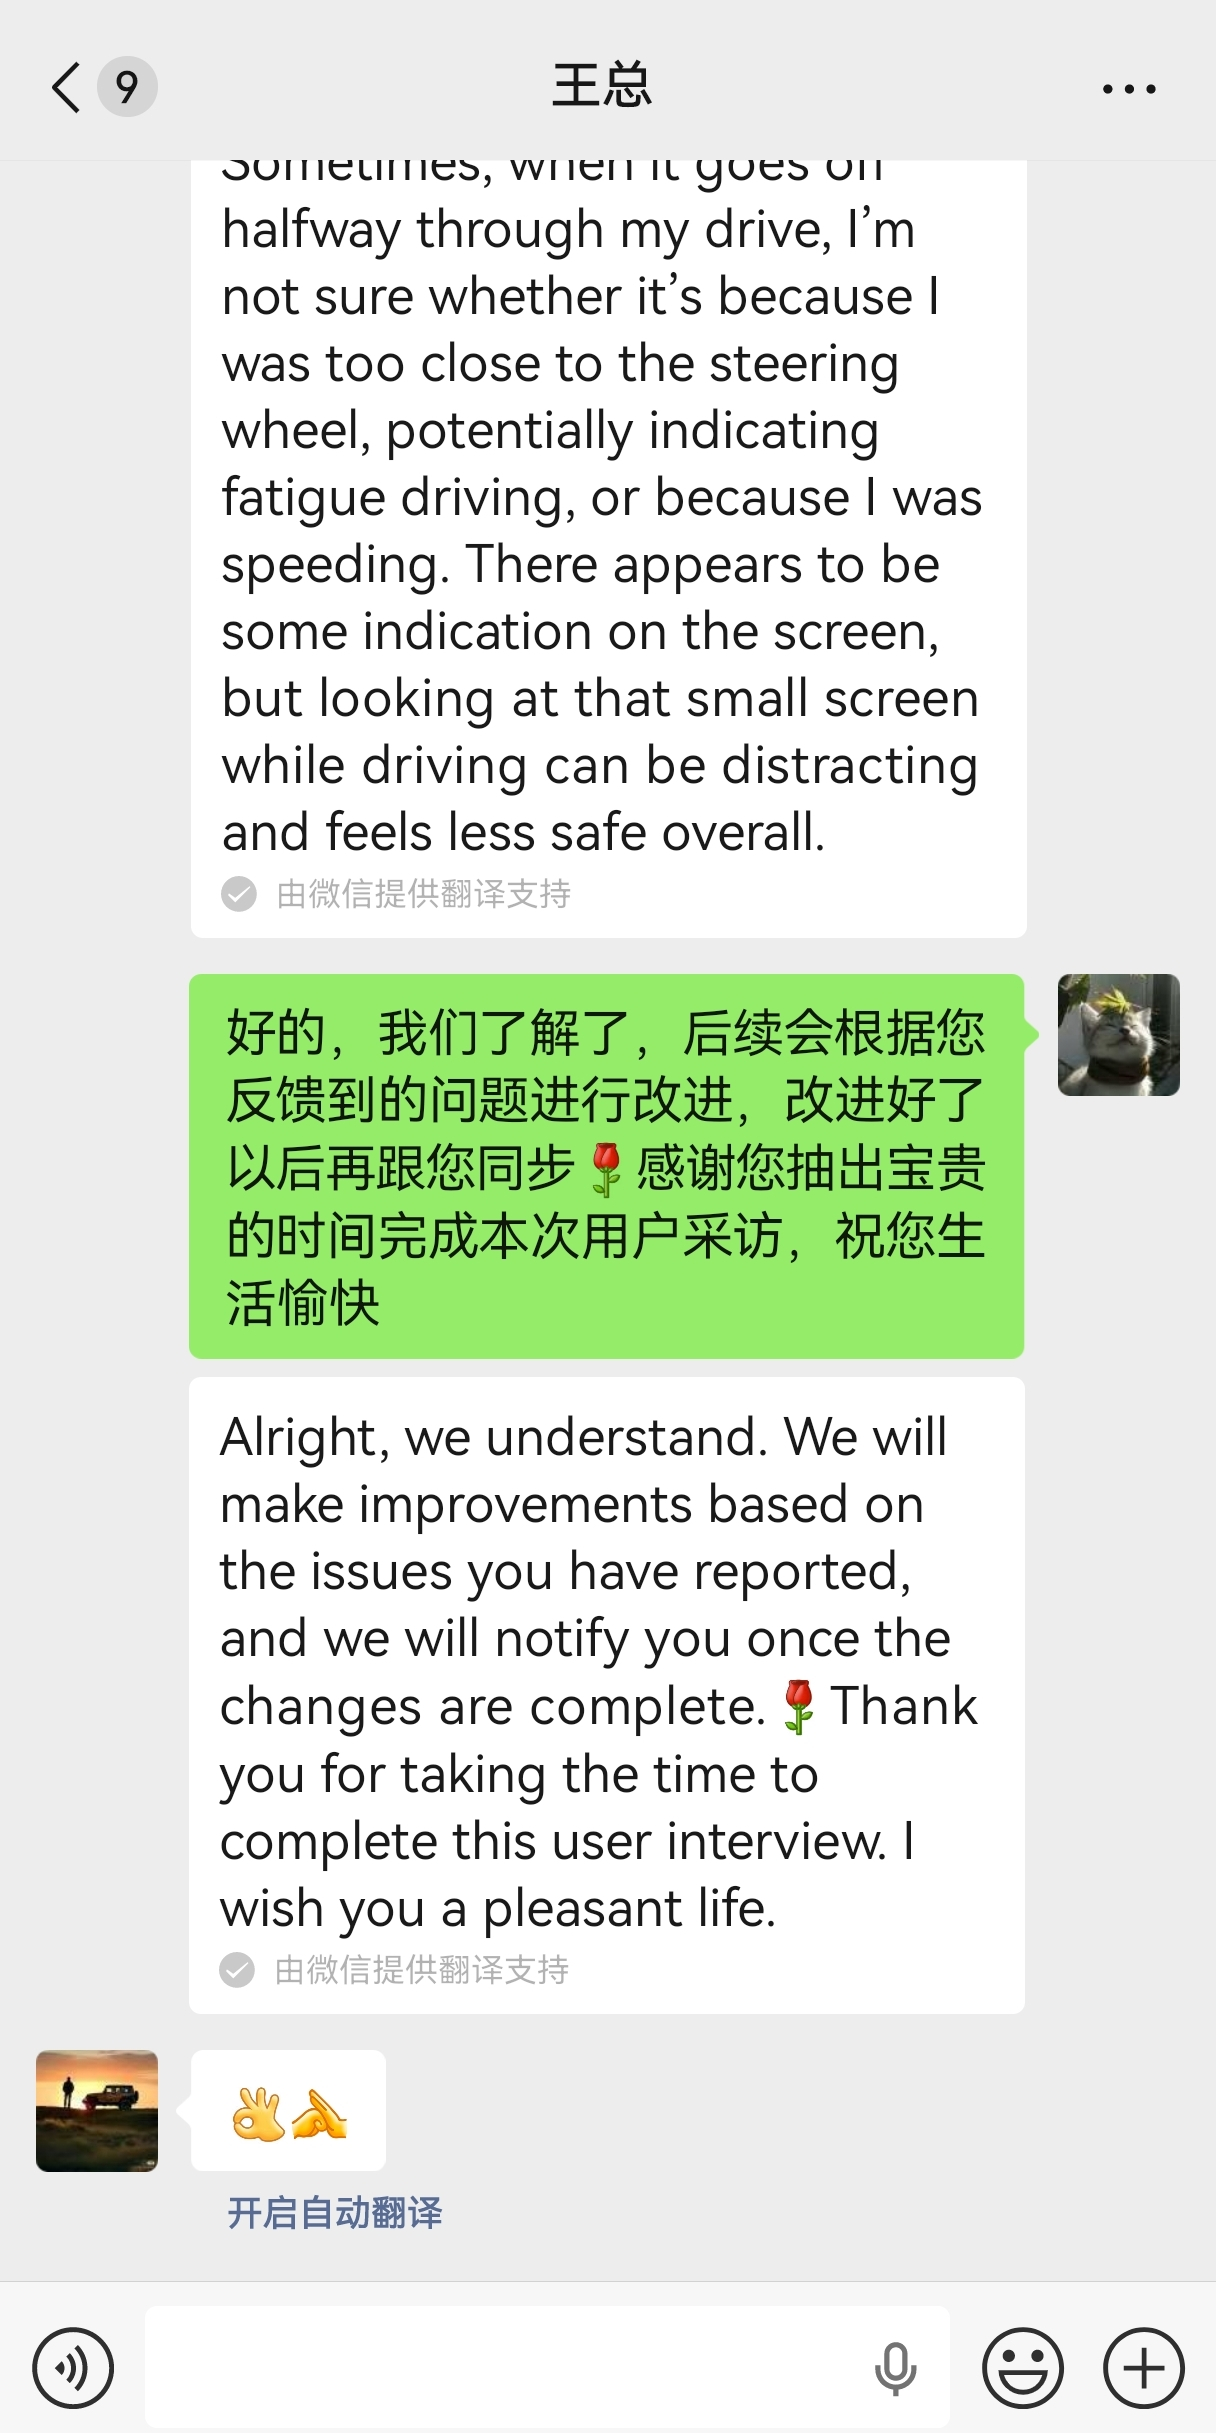 9
王总
Sometimes, when it goes off
halfway through my drive, I’m
not sure whether it’s because I
was too close to the steering
wheel, potentially indicating
fatigue driving, or because I was
speeding. There appears to be
some indication on the screen,
but looking at that small screen
while driving can be distracting
and feels less safe overall.
由微信提供翻译支持
好的，我们了解了，后续会根据您
反馈到的问题进行改进，改进好了
以后再跟您同步🌹感谢您抽出宝贵
的时间完成本次用户采访，祝您生
活愉快
Alright, we understand. We will
make improvements based on
the issues you have reported,
and we will notify you once the
changes are complete.🌹Thank
you for taking the time to
complete this user interview. I
wish you a pleasant life.
由微信提供翻译支持
开启自动翻译